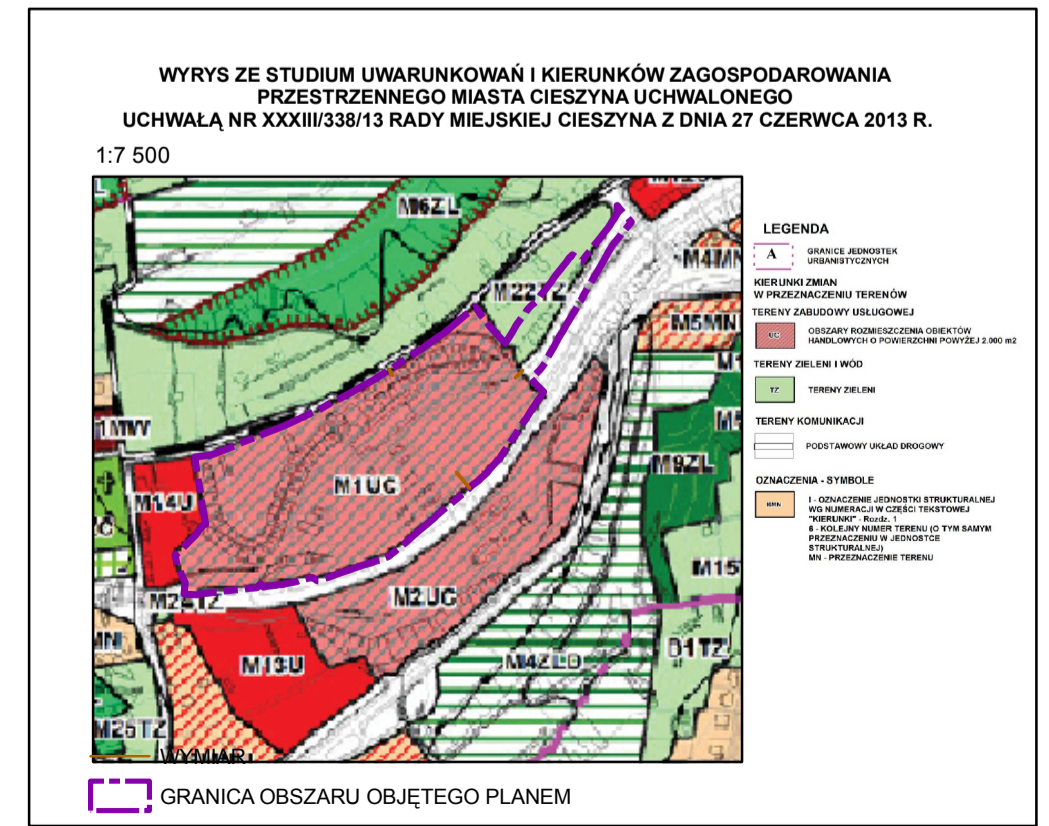 WYRYS ZE STUDIUM UWARUNKOWAŃ I KIERUNKÓW ZAGOSPODAROWANIA
PRZESTRZENNEGO MIASTA CIESZYNA UCHWALONEGO
UCHWAŁĄ NR XXXIII/338/13 RADY MIEJSKIEJ CIESZYNA Z DNIA 27 CZERWCA 2013 R.
1:7 500
M6ZL
M22TZ
M4MN
M5MN
1MW
M14U
M1UC
M9ZL
M15
M24TZ
M2UC
M13U
M4ZLD
B1TZ
M25TZ
LEGENDA
A
GRANICE JEDNOSTEK
URBANISTYCZNYCH
KIERUNKI ZMIAN
W PRZEZNACZENIU TERENÓW
TERENY ZABUDOWY USŁUGOWEJ
UC
OBSZARY ROZMIESZCZENIA OBIEKTÓW
HANDLOWYCH O POWIERZCHNI POWYŻEJ 2.000 m2
TERENY ZIELENI I WÓD
TZ
TERENY ZIELENI
TERENY KOMUNIKACJI
PODSTAWOWY UKŁAD DROGOWY
OZNACZENIA - SYMBOLE
I - OZNACZENIE JEDNOSTKI STRUKTURALNEJ
WG NUMERACJI W CZĘŚCI TEKSTOWEJ
"KIERUNKI" - Rozdz. 1
6 - KOLEJNY NUMER TERENU (O TYM SAMYM
PRZEZNACZENIU W JEDNOSTCE
STRUKTURALNEJ)
MN - PRZEZNACZENIE TERENU
WYMIAR
GRANICA OBSZARU OBJĘTEGO PLANEM